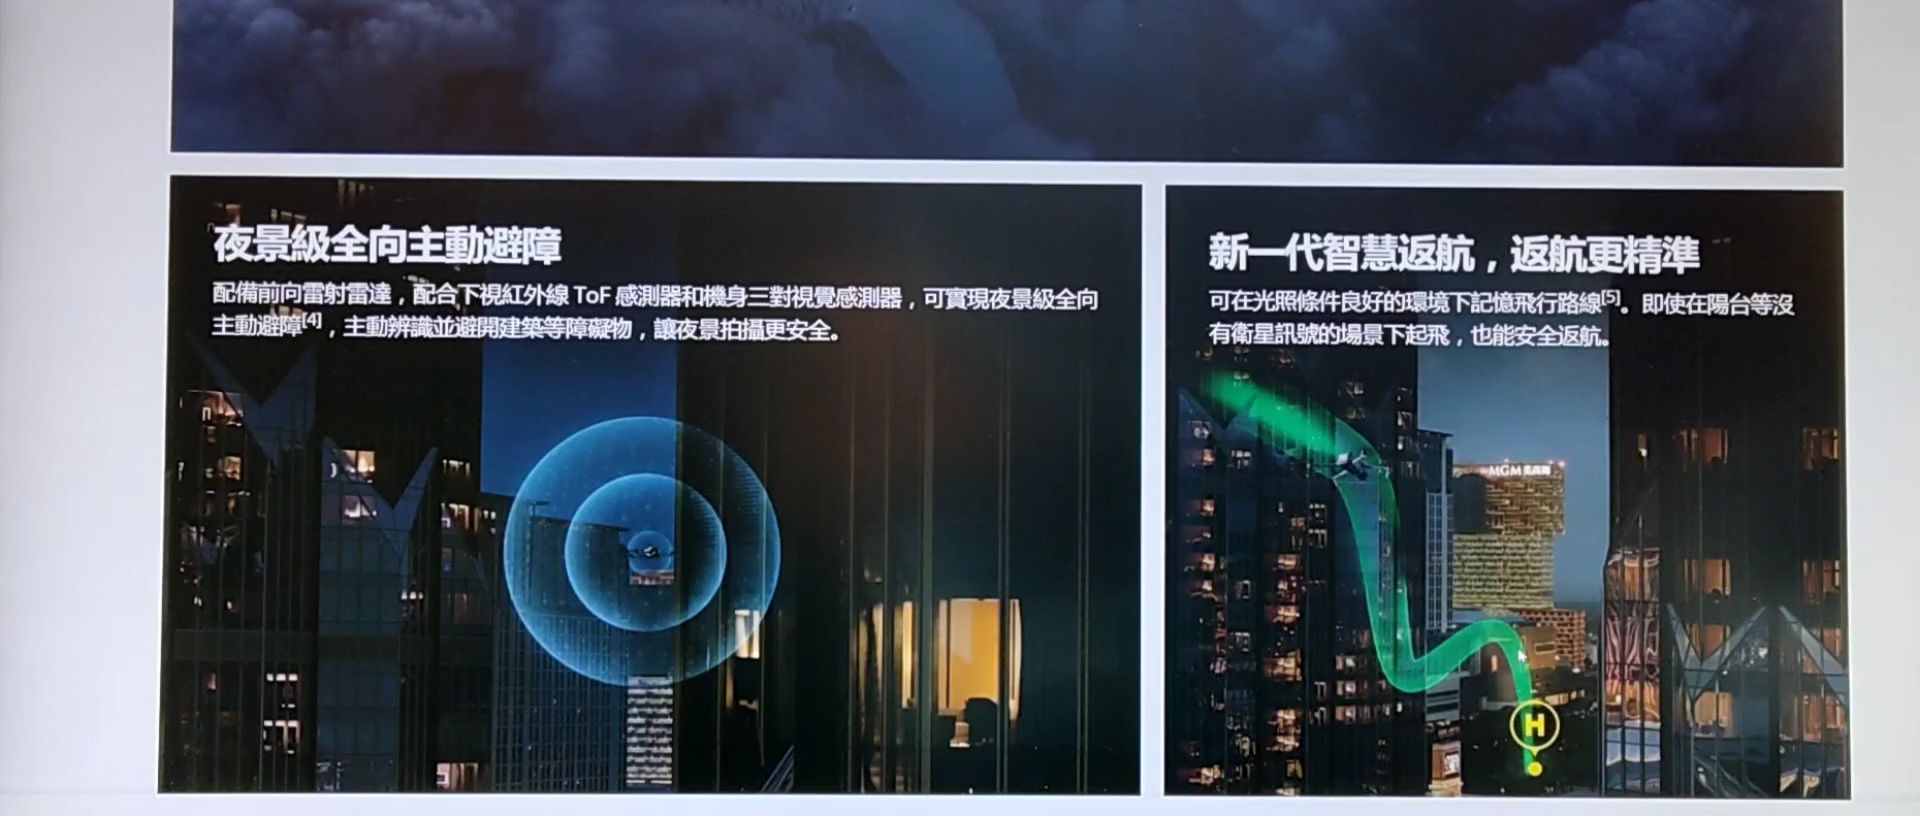 夜景級全向主動避障
配備前向雷射雷達，配合下視紅外線 ToF 感測器和機身三對視覺感測器，可實現夜景級全向
主動避障[4]，主動辨識並避開建築等障礙物，讓夜景拍攝更安全。
新一代智慧返航，返航更精準
可在光照條件良好的環境下記憶飛行路線[5]。即使在陽台等沒
有衛星訊號的場景下起飛，也能安全返航。
MGM
H